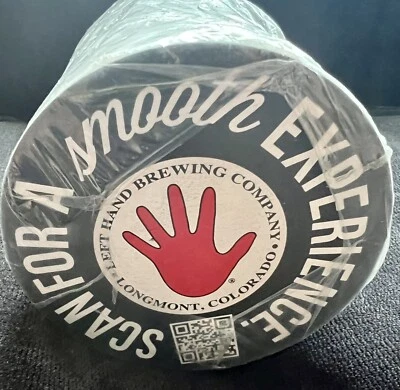 SCAN FOR A smooth EXPERIENCE.
LEFT HAND BREWING COMPANY
• LONGMONT, COLORADO •
®